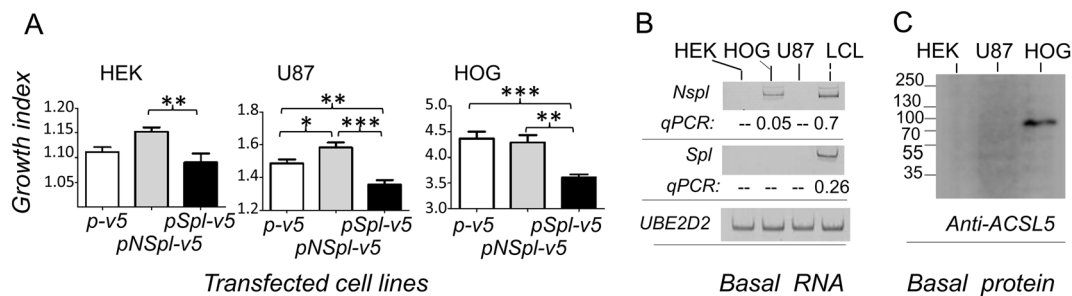 A
HEK
U87
HOG
Growth index
1.20
1.15
1.10
1.05
**
1.8
1.6
1.4
1.2
**
* ***
5.0
4.5
4.0
3.5
3.0
***
**
p-v5 pSpl-v5
pNSpl-v5
p-v5 pSpl-v5
pNSpl-v5
p-v5 pSpl-v5
pNSpl-v5
Transfected cell lines
B
HEK HOG U87 LCL
Nspl
qPCR: -- 0.05 -- 0.7
Spl
qPCR: -- -- -- 0.26
UBE2D2
Basal RNA
C
HEK U87 HOG
250
130
100
70
55
35
Anti-ACSL5
Basal protein